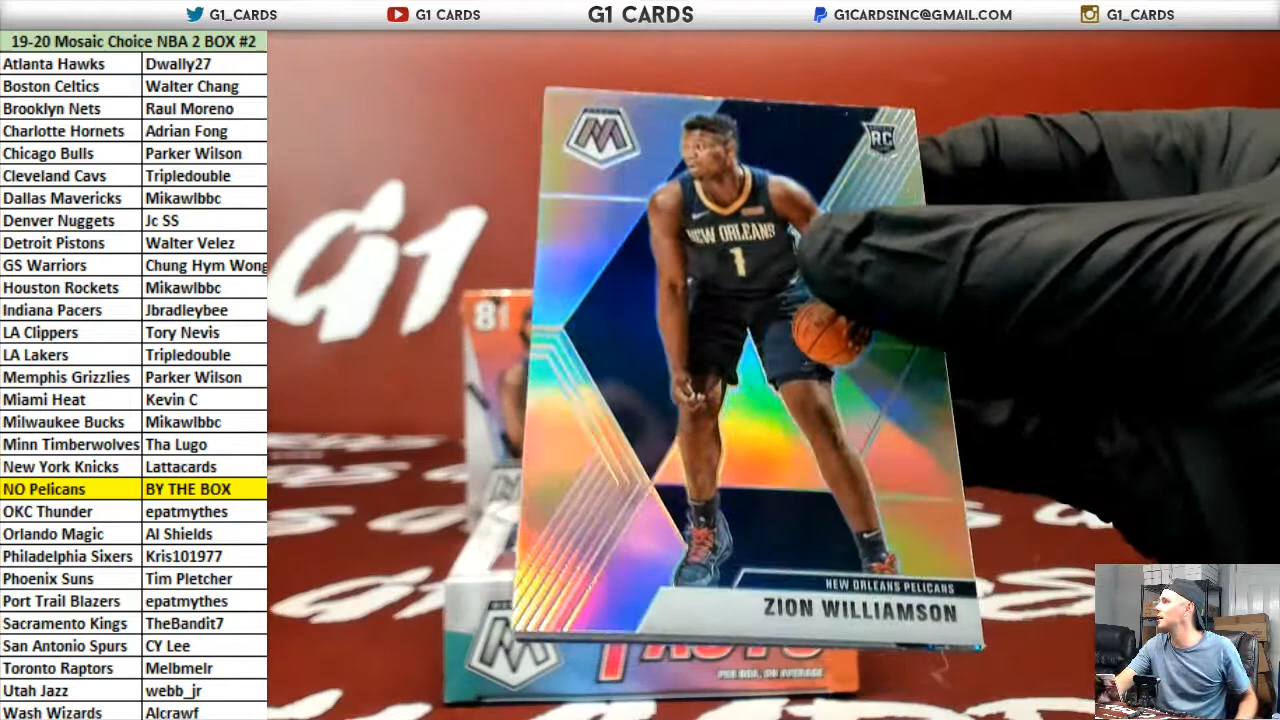 G1_CARDS
G1 CARDS
G1 CARDS
G1CARDSINC@GMAIL.COM
G1_CARDS
19-20 Mosaic Choice NBA 2 BOX #2
Atlanta Hawks Dwally27
Boston Celtics Walter Chang
Brooklyn Nets Raul Moreno
Charlotte Hornets Adrian Fong
Chicago Bulls Parker Wilson
Cleveland Cavs Tripledouble
Dallas Mavericks Mikawlbbc
Denver Nuggets Jc SS
Detroit Pistons Walter Velez
GS Warriors Chung Hym Wong
Houston Rockets Mikawlbbc
Indiana Pacers Jbradleybee
LA Clippers Tory Nevis
LA Lakers Tripledouble
Memphis Grizzlies Parker Wilson
Miami Heat Kevin C
Milwaukee Bucks Mikawlbbc
Minn Timberwolves Tha Lugo
New York Knicks Lattacards
NO Pelicans BY THE BOX
OKC Thunder epatmythes
Orlando Magic Al Shields
Philadelphia Sixers Kris101977
Phoenix Suns Tim Pletcher
Port Trail Blazers epatmythes
Sacramento Kings TheBandit7
San Antonio Spurs CY Lee
Toronto Raptors Melbmelr
Utah Jazz webb_jr
Wash Wizards Alcrawf
G1
81
M
RC
NEW ORLEANS
1
NEW ORLEANS PELICANS
ZION WILLIAMSON
M